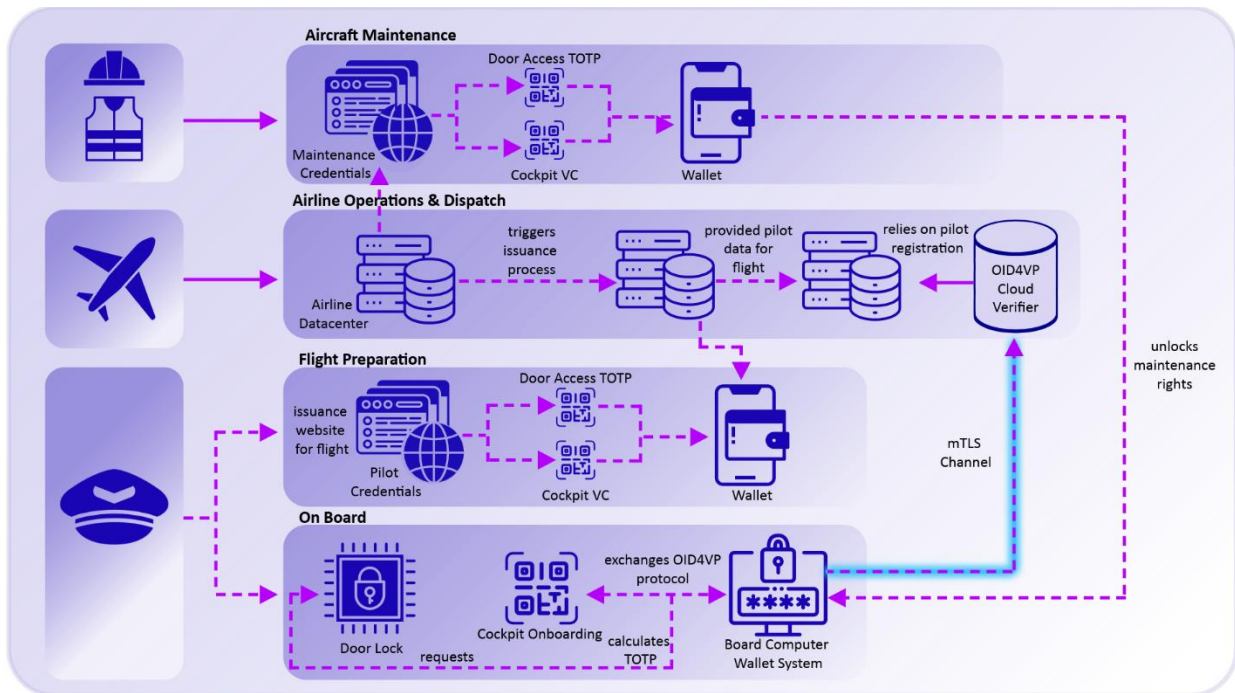 Aircraft Maintenance
Door Access TOTP
Maintenance
Credentials
Cockpit VC
Wallet
Airline Operations & Dispatch
triggers
issuance
process
provided pilot
data for
flight
relies on pilot
registration
OID4VP
Cloud
Verifier
Airline
Datacenter
unlocks
maintenance
rights
Flight Preparation
Door Access TOTP
issuance
website
for flight
Pilot
Credentials
Cockpit VC
Wallet
mTLS
Channel
On Board
exchanges OID4VP
protocol
****
Door Lock
Cockpit Onboarding
calculates
TOTP
requests
Board Computer
Wallet System